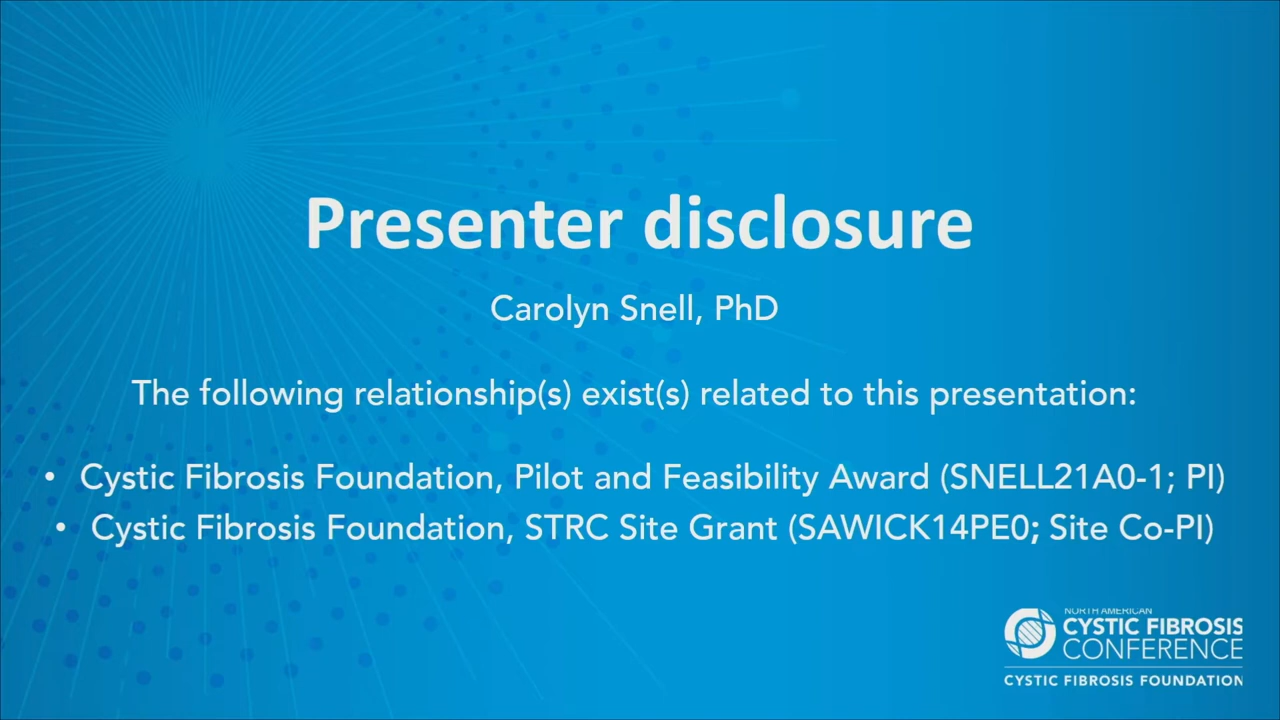 Presenter disclosure
Carolyn Snell, PhD
The following relationship(s) exist(s) related to this presentation:
• Cystic Fibrosis Foundation, Pilot and Feasibility Award (SNELL21A0-1; PI)
• Cystic Fibrosis Foundation, STRC Site Grant (SAWICK14PE0; Site Co-PI)
NORTH AMERICAN
CYSTIC FIBROSIS
CONFERENCE
CYSTIC FIBROSIS FOUNDATION